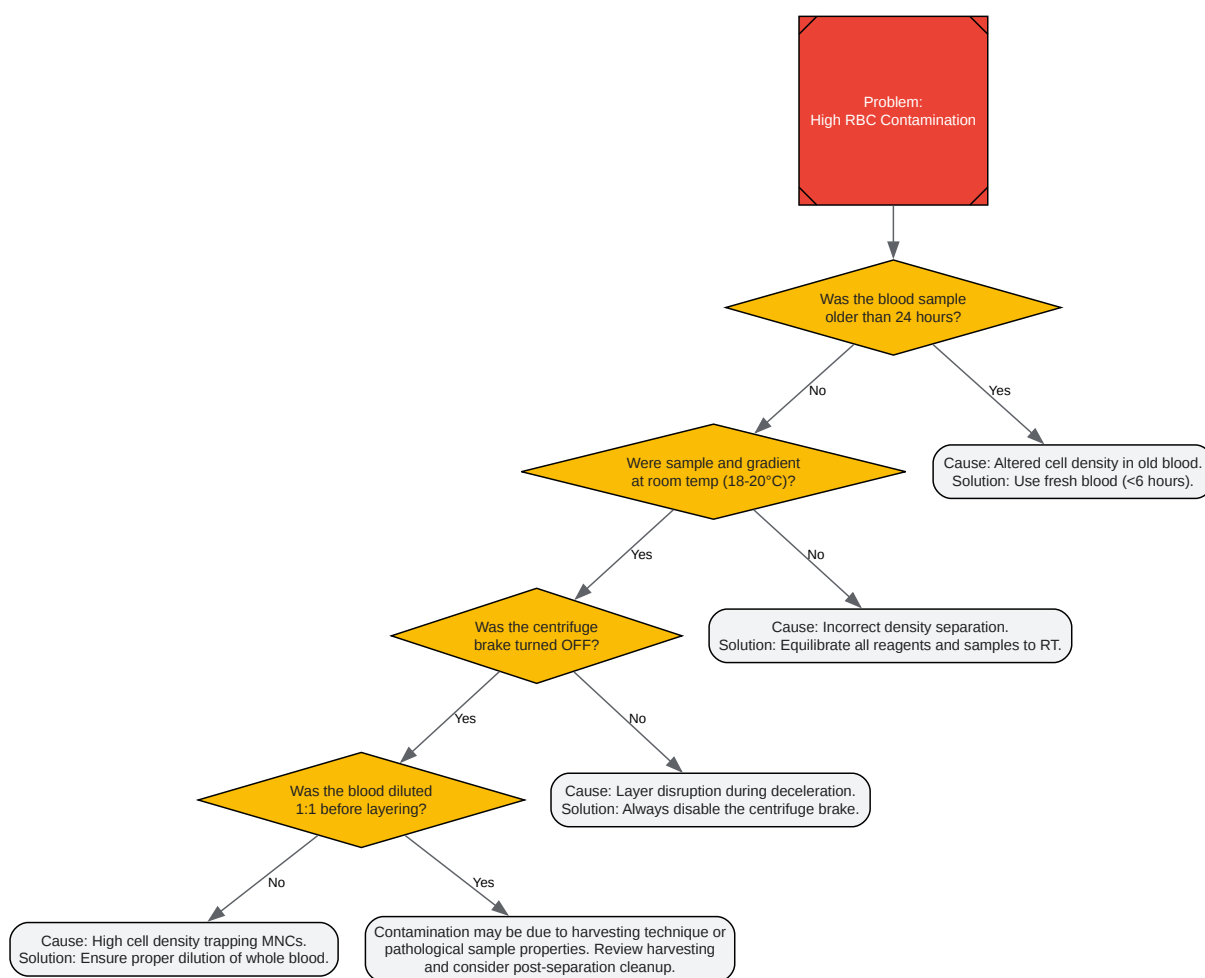 Problem:
High RBC Contamination
Was the blood sample
older than 24 hours?
No
Yes
Were sample and gradient
at room temp (18-20°C)?
Cause: Altered cell density in old blood.
Solution: Use fresh blood (<6 hours).
Yes
No
Was the centrifuge
brake turned OFF?
Cause: Incorrect density separation.
Solution: Equilibrate all reagents and samples to RT.
Yes
No
Was the blood diluted
1:1 before layering?
Cause: Layer disruption during deceleration.
Solution: Always disable the centrifuge brake.
No
Yes
Cause: High cell density trapping MNCs.
Solution: Ensure proper dilution of whole blood.
Contamination may be due to harvesting technique or
pathological sample properties. Review harvesting
and consider post-separation cleanup.